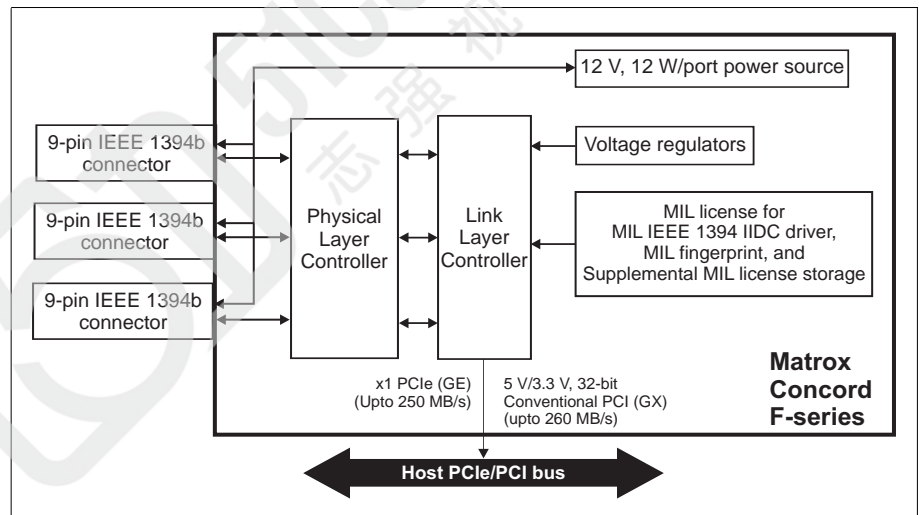 12 V, 12 W/port power source
9-pin IEEE 1394b
connector
9-pin IEEE 1394b
connector
9-pin IEEE 1394b
connector
Physical
Layer
Controller
Link
Layer
Controller
Voltage regulators
MIL license for
MIL IEEE 1394 IIDC driver,
MIL fingerprint, and
Supplemental MIL license storage
x1 PCIe (GE)
(Upto 250 MB/s)
5 V/3.3 V, 32-bit
Conventional PCI (GX)
(upto 260 MB/s)
Matrox
Concord
F-series
Host PCIe/PCI bus
志强视